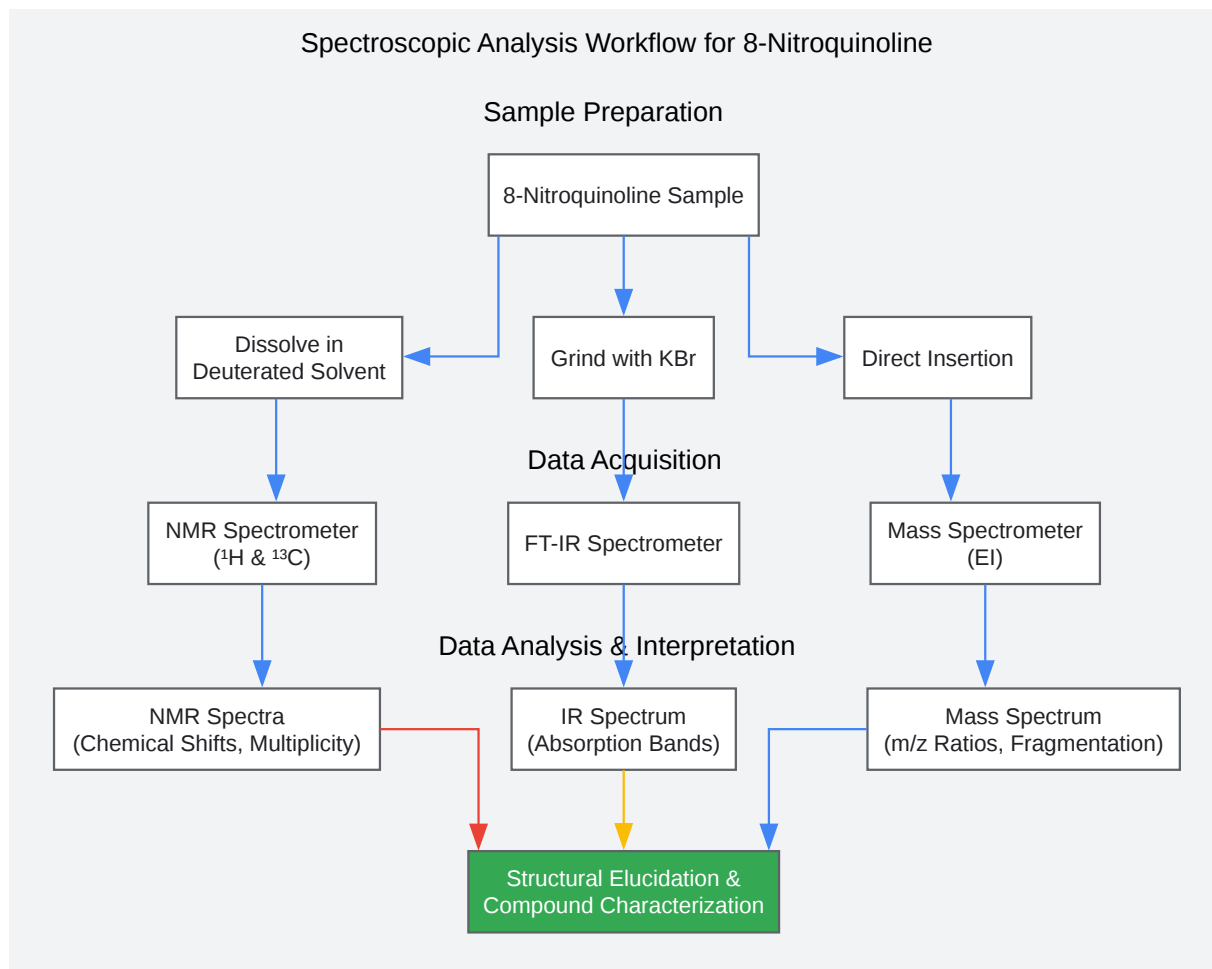 Spectroscopic Analysis Workflow for 8-Nitroquinoline
Sample Preparation
8-Nitroquinoline Sample
Dissolve in
Deuterated Solvent
Grind with KBr
Direct Insertion
Data Acquisition
NMR Spectrometer
(¹H & ¹³C)
FT-IR Spectrometer
Mass Spectrometer
(EI)
Data Analysis & Interpretation
NMR Spectra
(Chemical Shifts, Multiplicity)
IR Spectrum
(Absorption Bands)
Mass Spectrum
(m/z Ratios, Fragmentation)
Structural Elucidation &
Compound Characterization